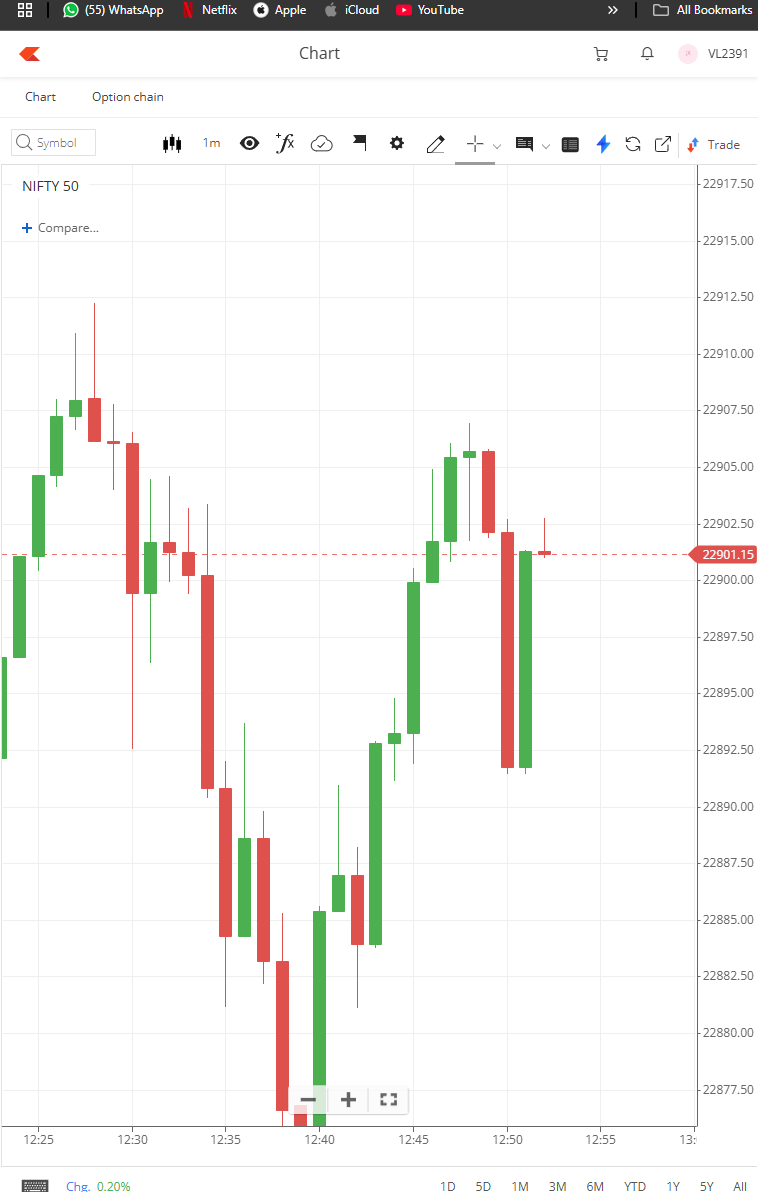 (55) WhatsApp Netflix Apple iCloud YouTube » All Bookmarks
Chart VL2391
Chart Option chain
Symbol 1m Trade
NIFTY 50
+ Compare...
22917.50
22915.00
22912.50
22910.00
22907.50
22905.00
22902.50
22901.15
22900.00
22897.50
22895.00
22892.50
22890.00
22887.50
22885.00
22882.50
22880.00
22877.50
12:25 12:30 12:35 12:40 12:45 12:50 12:55 13:
Chg. 0.20% 1D 5D 1M 3M 6M YTD 1Y 5Y All